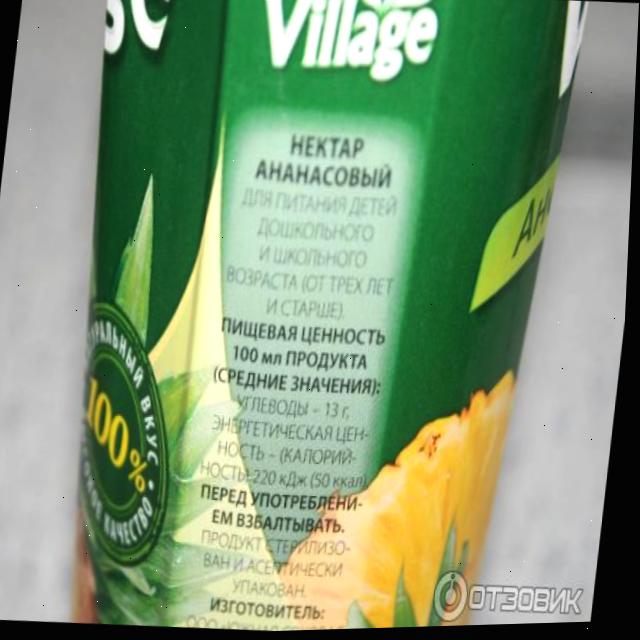 Village
НЕКТАР
АНАНАСОВЫЙ
ДЛЯ ПИТАНИЯ ДЕТЕЙ
ДОШКОЛЬНОГО
И ШКОЛЬНОГО
ВОЗРАСТА (ОТ ТРЕХ ЛЕТ
И СТАРШЕ).
ПИЩЕВАЯ ЦЕННОСТЬ
100 мл ПРОДУКТА
(СРЕДНИЕ ЗНАЧЕНИЯ):
УГЛЕВОДЫ – 13 г,
ЭНЕРГЕТИЧЕСКАЯ ЦЕН-
НОСТЬ – (КАЛОРИЙ-
НОСТЬ) 220 кДж (50 ккал)
ПЕРЕД УПОТРЕБЛЕНИ-
ЕМ ВЗБАЛТЫВАТЬ.
ПРОДУКТ СТЕРИЛИЗО-
ВАН И АСЕПТИЧЕСКИ
УПАКОВАН.
ИЗГОТОВИТЕЛЬ:
ВКУС
100%
КАЧЕСТВО
ОТЗОВИК